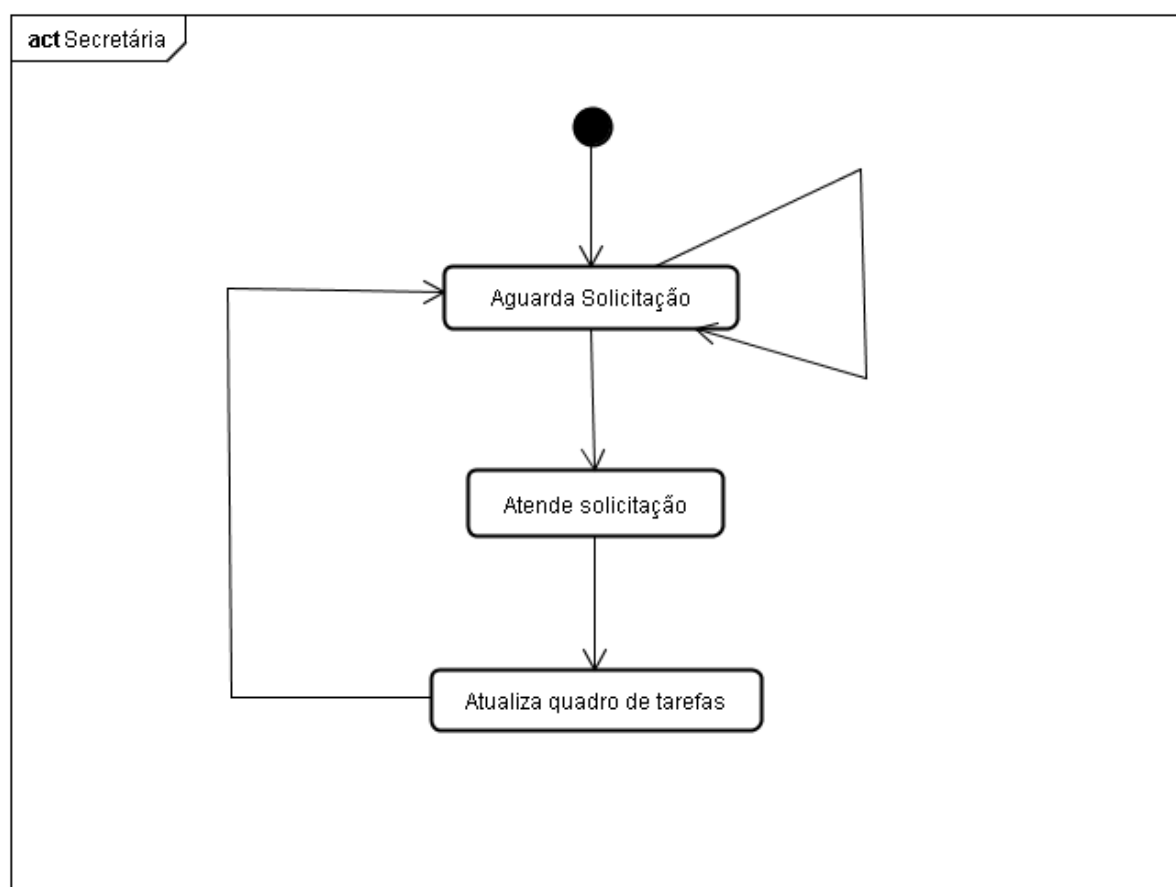 act Secretária
Aguarda Solicitação
Atende solicitação
Atualiza quadro de tarefas